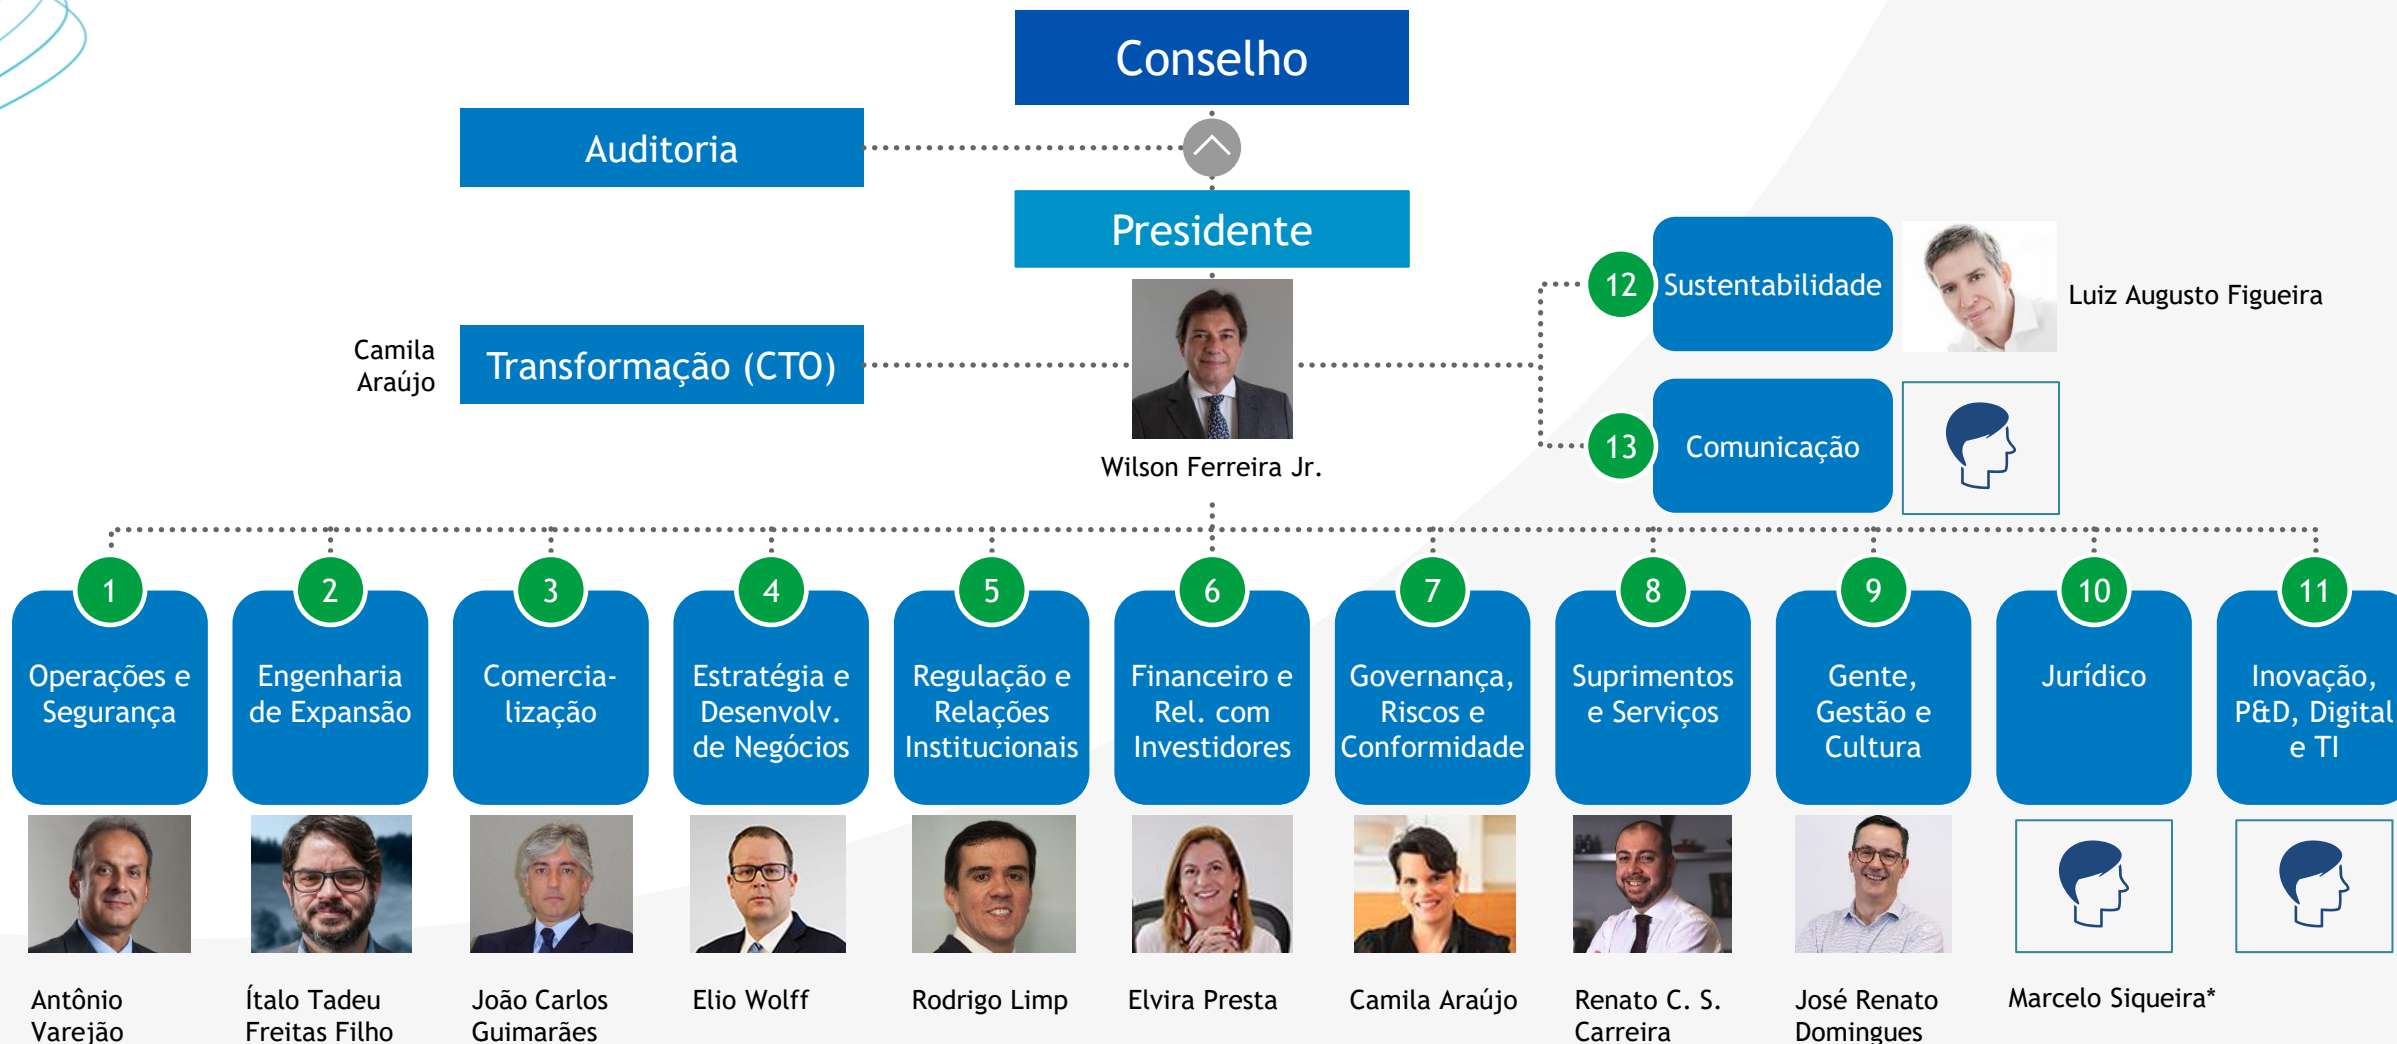 Conselho
Auditoria
Presidente
12
Sustentabilidade
Luiz Augusto Figueira
Camila
Araújo
Transformação (CTO)
13
Comunicação
Wilson Ferreira Jr.
1
2
3
4
5
6
7
8
9
10
11
Operações e
Segurança
Engenharia
de Expansão
Comercia-
lização
Estratégia e
Desenvolv.
de Negócios
Regulação e
Relações
Institucionais
Financeiro e
Rel. com
Investidores
Governança,
Riscos e
Conformidade
Suprimentos
e Serviços
Gente,
Gestão e
Cultura
Jurídico
Inovação,
P&D, Digital
e TI
Antônio
Varejão
Ítalo Tadeu
Freitas Filho
João Carlos
Guimarães
Elio Wolff
Rodrigo Limp
Elvira Presta
Camila Araújo
Renato C. S.
Carreira
José Renato
Domingues
Marcelo Siqueira*